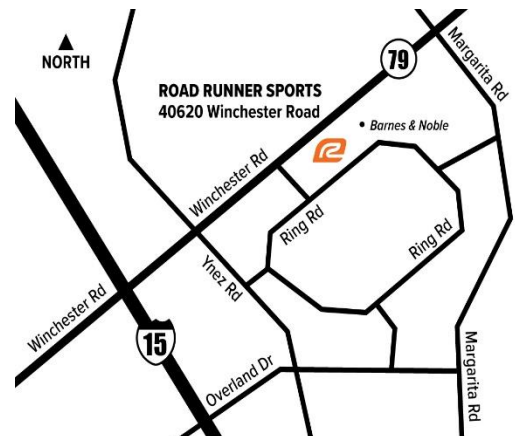 79
Margarita Rd
NORTH
ROAD RUNNER SPORTS
40620 Winchester Road
Barnes & Noble
Winchester Rd
Ring Rd
Ring Rd
Ynez Rd
Winchester Rd
15
Margarita Rd
Overland Dr